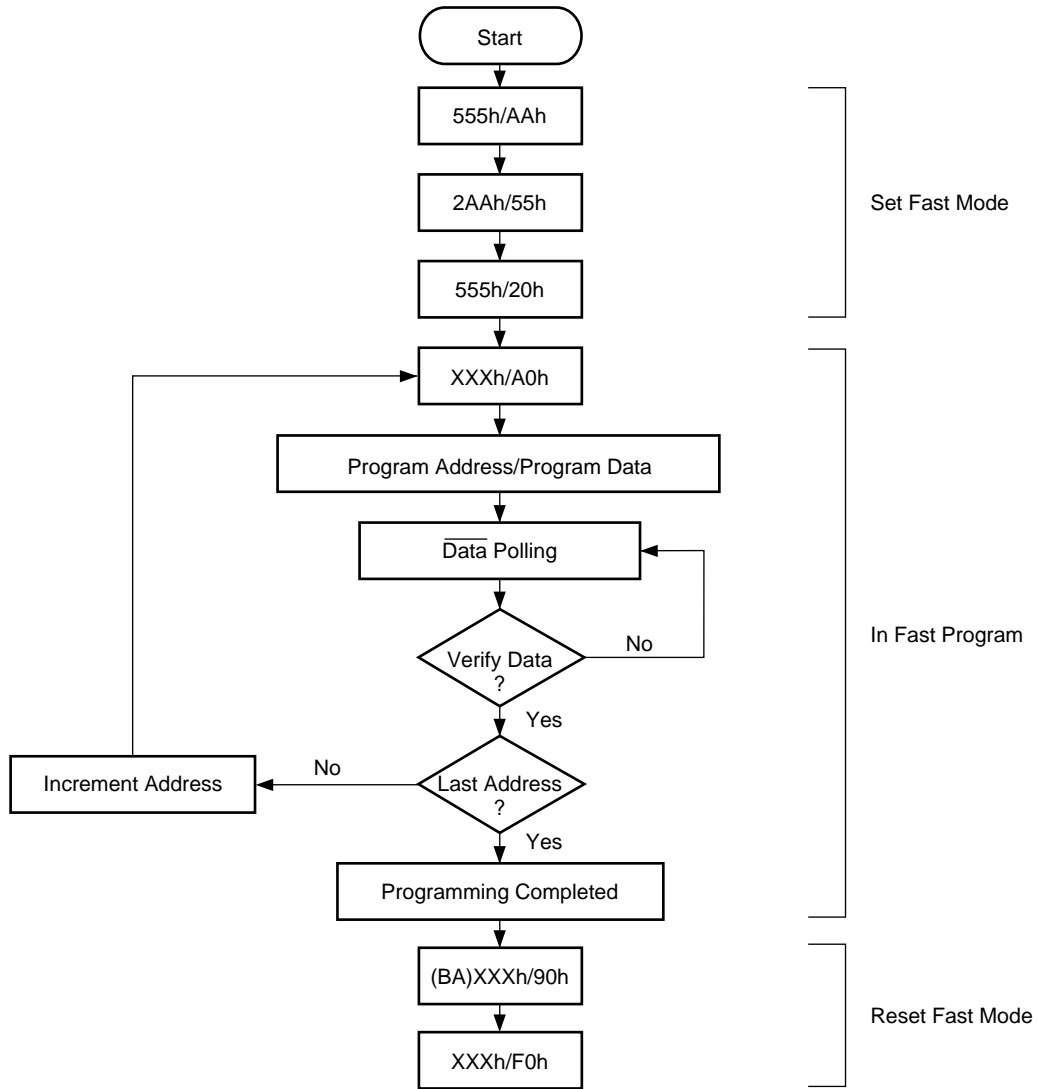 Start
555h/AAh
2AAh/55h
Set Fast Mode
555h/20h
XXXh/A0h
Program Address/Program Data
Data Polling
In Fast Program
No
Verify Data
?
Yes
Increment Address
No
Last Address
?
Yes
Programming Completed
(BA)XXXh/90h
Reset Fast Mode
XXXh/F0h